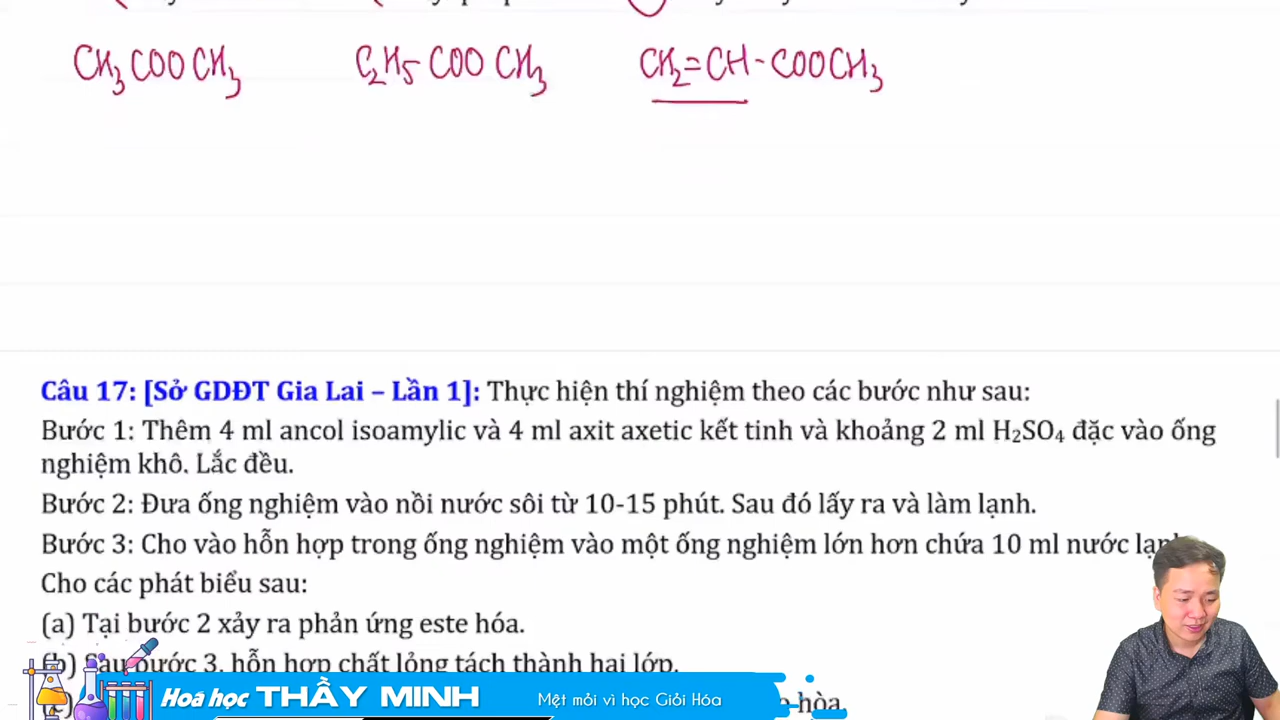 CH3COOCH3 C2H5COOCH3 CH2=CH-COOCH3
Câu 17: [Sở GDĐT Gia Lai – Lần 1]: Thực hiện thí nghiệm theo các bước như sau:
Bước 1: Thêm 4 ml ancol isoamylic và 4 ml axit axetic kết tinh và khoảng 2 ml H₂SO₄ đặc vào ống
nghiệm khô. Lắc đều.
Bước 2: Đưa ống nghiệm vào nồi nước sôi từ 10-15 phút. Sau đó lấy ra và làm lạnh.
Bước 3: Cho vào hỗn hợp trong ống nghiệm vào một ống nghiệm lớn hơn chứa 10 ml nước
Cho các phát biểu sau:
(a) Tại bước 2 xảy ra phản ứng este hóa.
(b) Sau bước 3, hỗn hợp chất lỏng tách thành hai lớp.
hòa.
Hoá học THẦY MINH Mệt mỏi vì học Giỏi Hóa